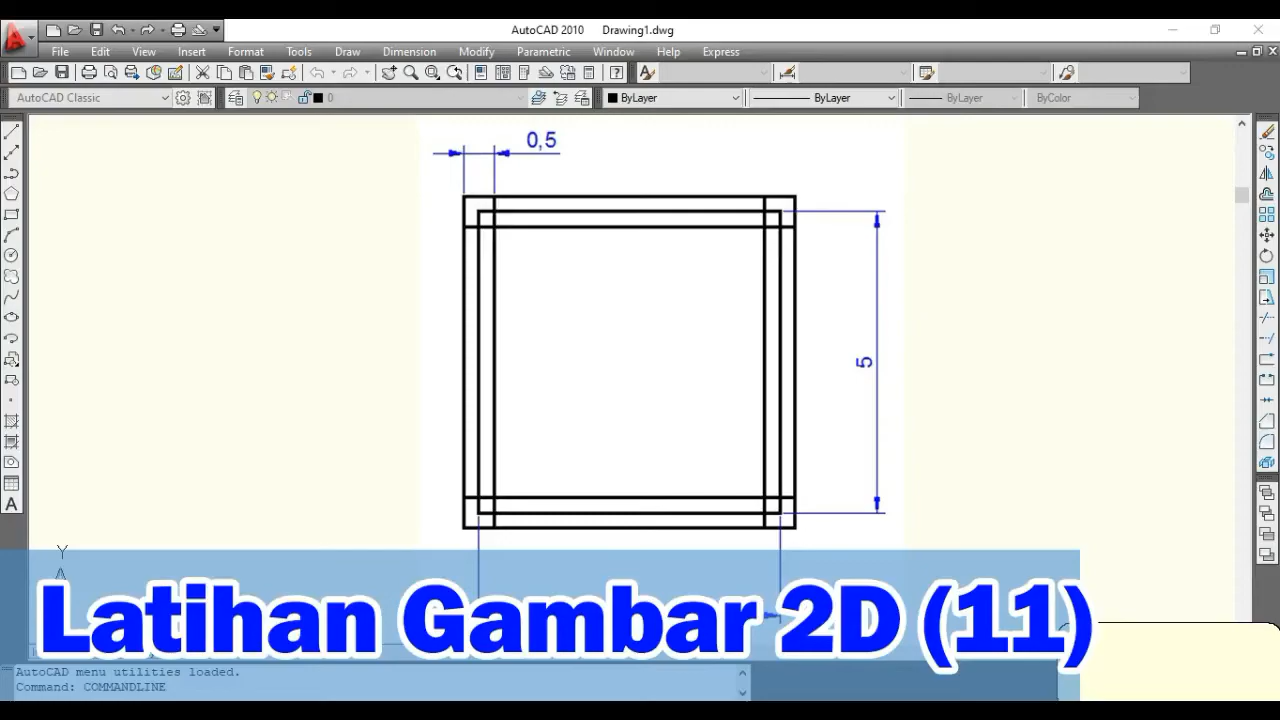 AutoCAD 2010 Drawing1.dwg
File Edit View Insert Format Tools Draw Dimension Modify Parametric Window Help Express
AutoCAD Classic 0 ByLayer ByLayer ByLayer ByColor
0,5
5
Y
Latihan Gambar 2D (11)
AutoCAD menu utilities loaded.
Command: COMMANDLINE
A